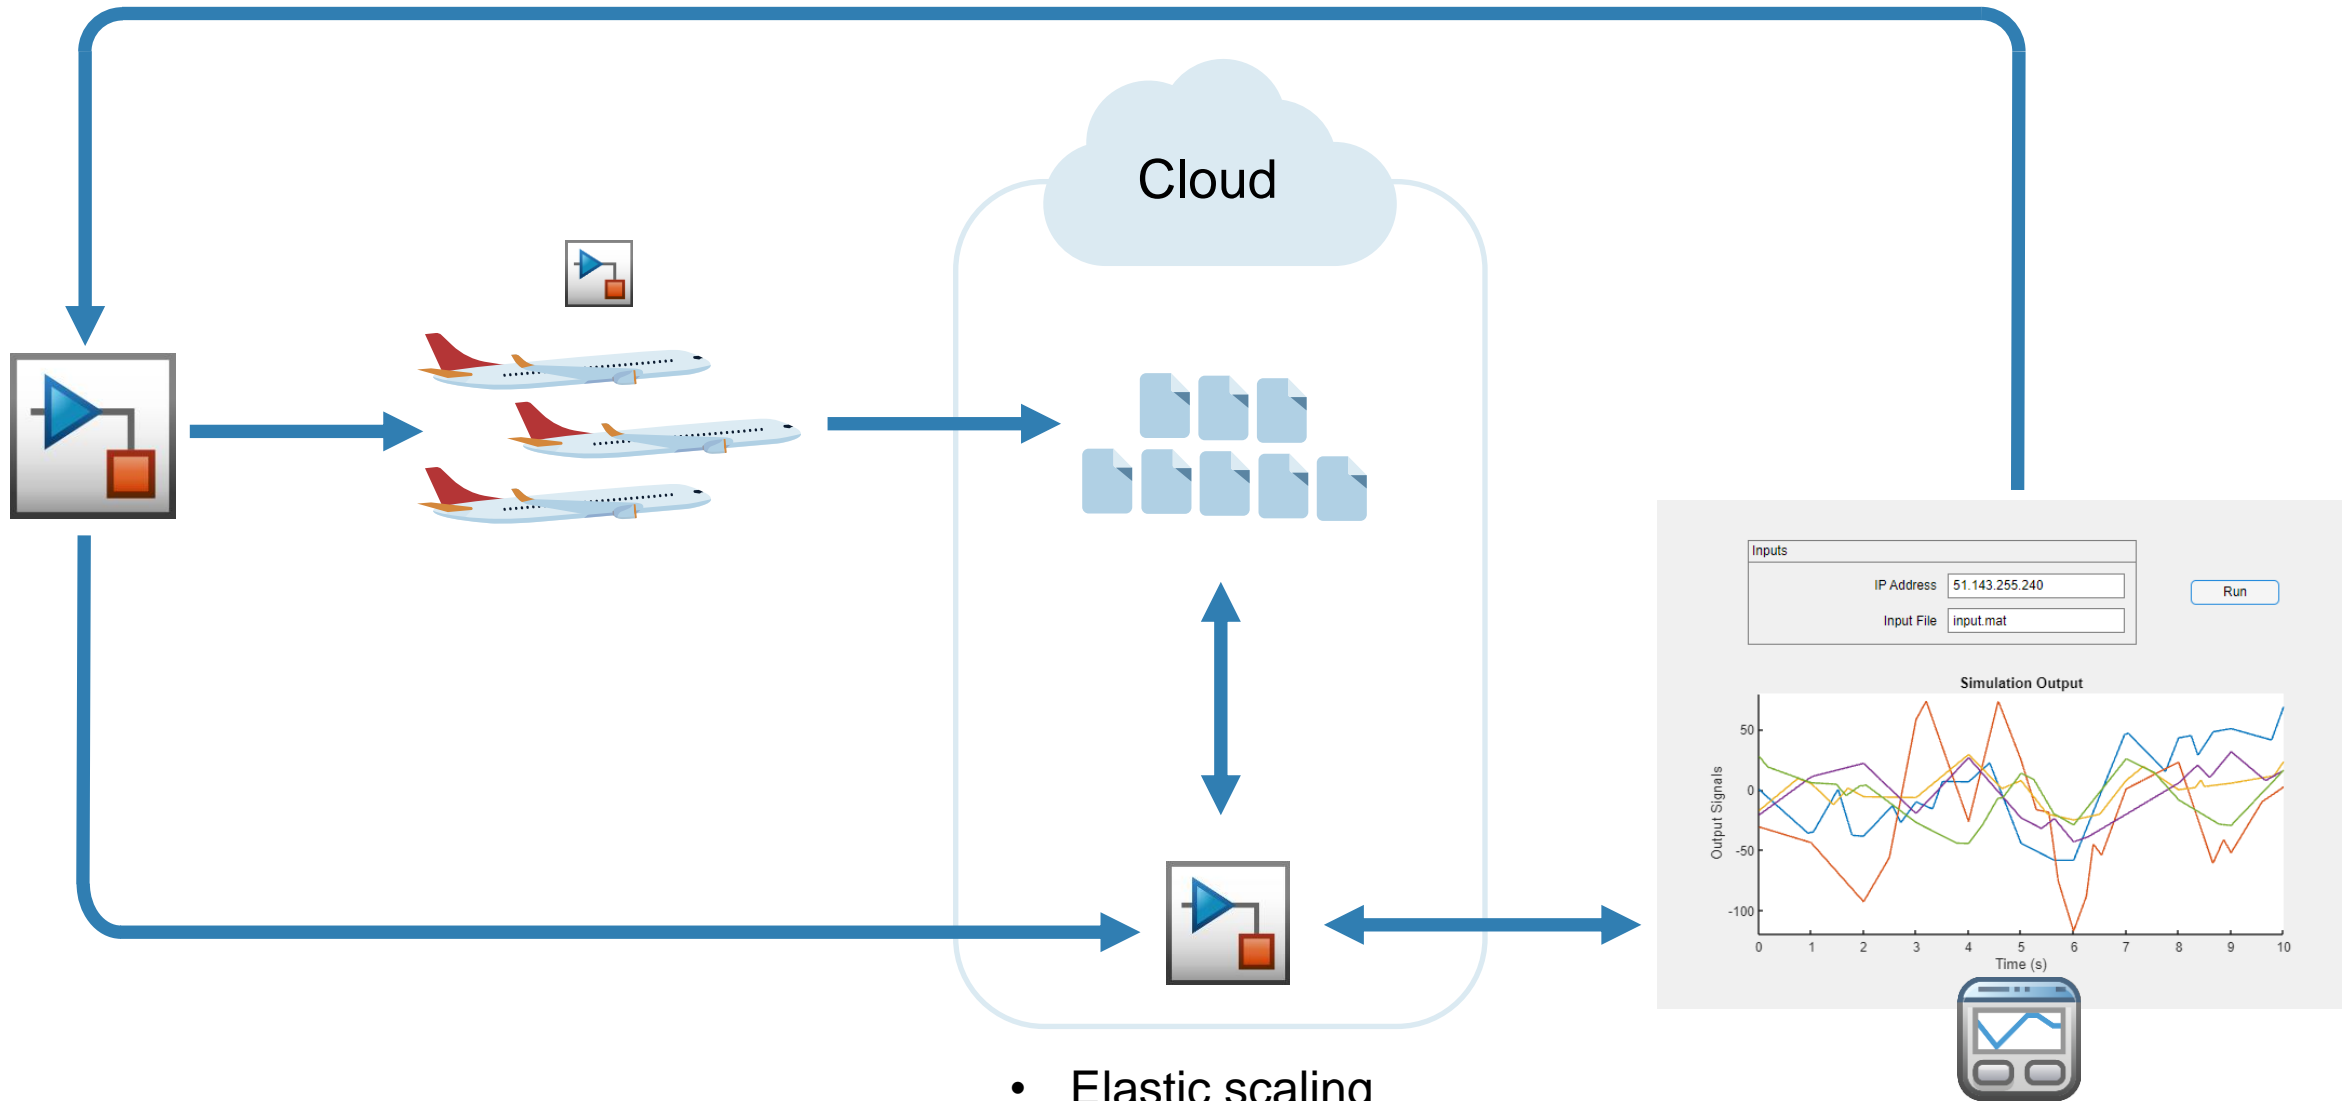 Cloud
Inputs
IP Address 51.143.255.240
Run
Input File input.mat
Simulation Output
50
0
-50
-100
Output Signals
0 1 2 3 4 5 6 7 8 9 10
Time (s)
• Elastic scaling